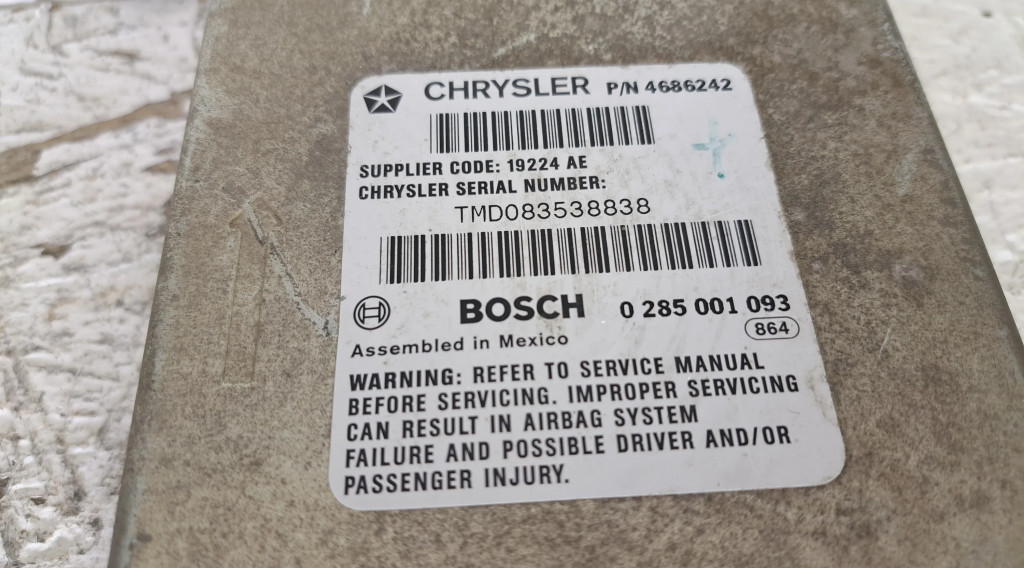 CHRYSLER P/N 4686242
SUPPLIER CODE: 19224 AE
CHRYSLER SERIAL NUMBER:
TMD083538838
BOSCH 0 285 001 093
864
Assembled in Mexico
WARNING: REFER TO SERVICE MANUAL
BEFORE SERVICING. IMPROPER SERVICING
CAN RESULT IN AIRBAG SYSTEM
FAILURE AND POSSIBLE DRIVER AND/OR
PASSENGER INJURY.